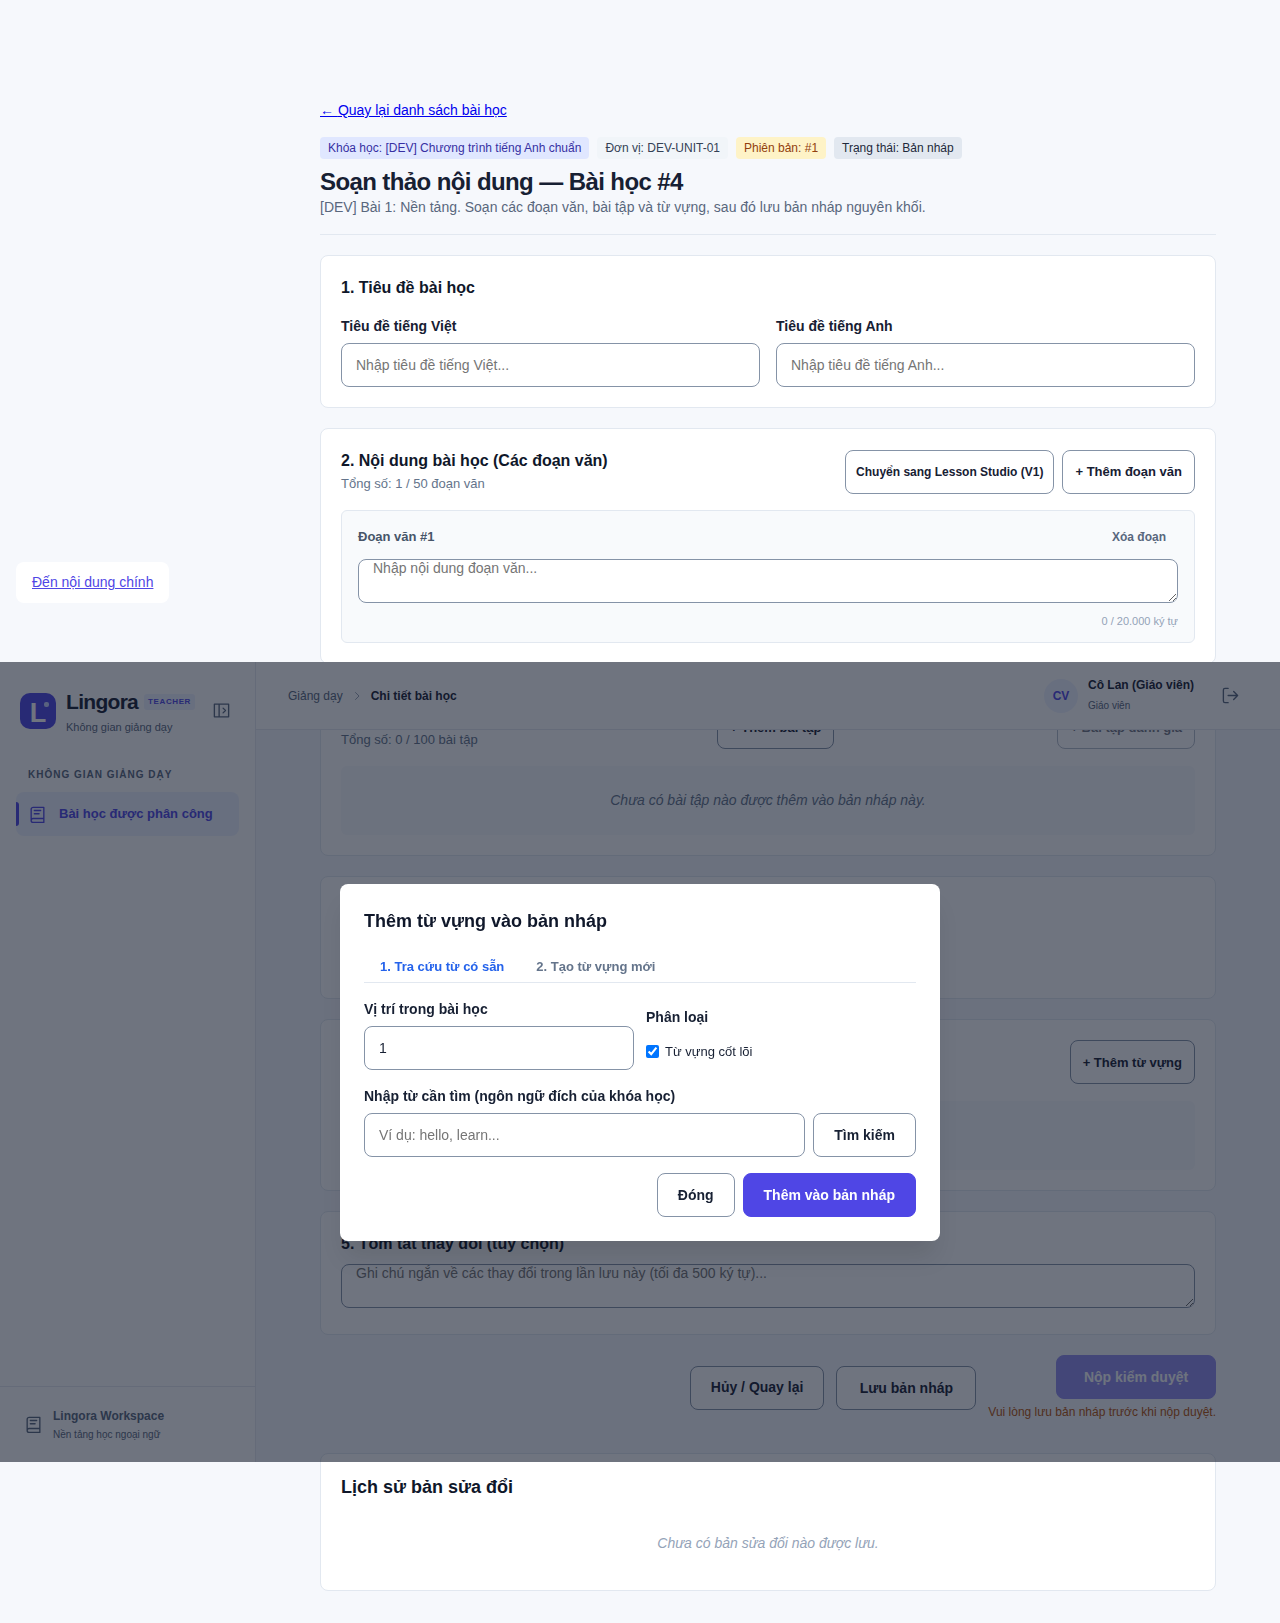 ← Quay lại danh sách bài học
Khóa học: [DEV] Chương trình tiếng Anh chuẩn
Đơn vị: DEV-UNIT-01
Phiên bản: #1
Trạng thái: Bản nháp
Soạn thảo nội dung — Bài học #4
[DEV] Bài 1: Nền tảng. Soạn các đoạn văn, bài tập và từ vựng, sau đó lưu bản nháp nguyên khối.
1. Tiêu đề bài học
Tiêu đề tiếng Việt
Tiêu đề tiếng Anh
Nhập tiêu đề tiếng Việt...
Nhập tiêu đề tiếng Anh...
2. Nội dung bài học (Các đoạn văn)
Tổng số: 1 / 50 đoạn văn
Chuyển sang Lesson Studio (V1)
+ Thêm đoạn văn
Đoạn văn #1
Xóa đoạn
Nhập nội dung đoạn văn...
0 / 20.000 ký tự
Đến nội dung chính
Lingora TEACHER
Không gian giảng dạy
Giảng dạy
Chi tiết bài học
CV
Cô Lan (Giáo viên)
Giáo viên
KHÔNG GIAN GIẢNG DẠY
Bài học được phân công
Tổng số: 0 / 100 bài tập
+ Thêm bài tập
+ Bài tập đánh giá
Chưa có bài tập nào được thêm vào bản nháp này.
Thêm từ vựng vào bản nháp
1. Tra cứu từ có sẵn
2. Tạo từ vựng mới
Vị trí trong bài học
Phân loại
1
Từ vựng cốt lõi
Nhập từ cần tìm (ngôn ngữ đích của khóa học)
Ví dụ: hello, learn...
Tìm kiếm
Đóng
Thêm vào bản nháp
+ Thêm từ vựng
5. Tóm tắt thay đổi (tùy chọn)
Ghi chú ngắn về các thay đổi trong lần lưu này (tối đa 500 ký tự)...
Hủy / Quay lại
Lưu bản nháp
Nộp kiểm duyệt
Vui lòng lưu bản nháp trước khi nộp duyệt.
Lingora Workspace
Nền tảng học ngoại ngữ
Lịch sử bản sửa đổi
Chưa có bản sửa đổi nào được lưu.